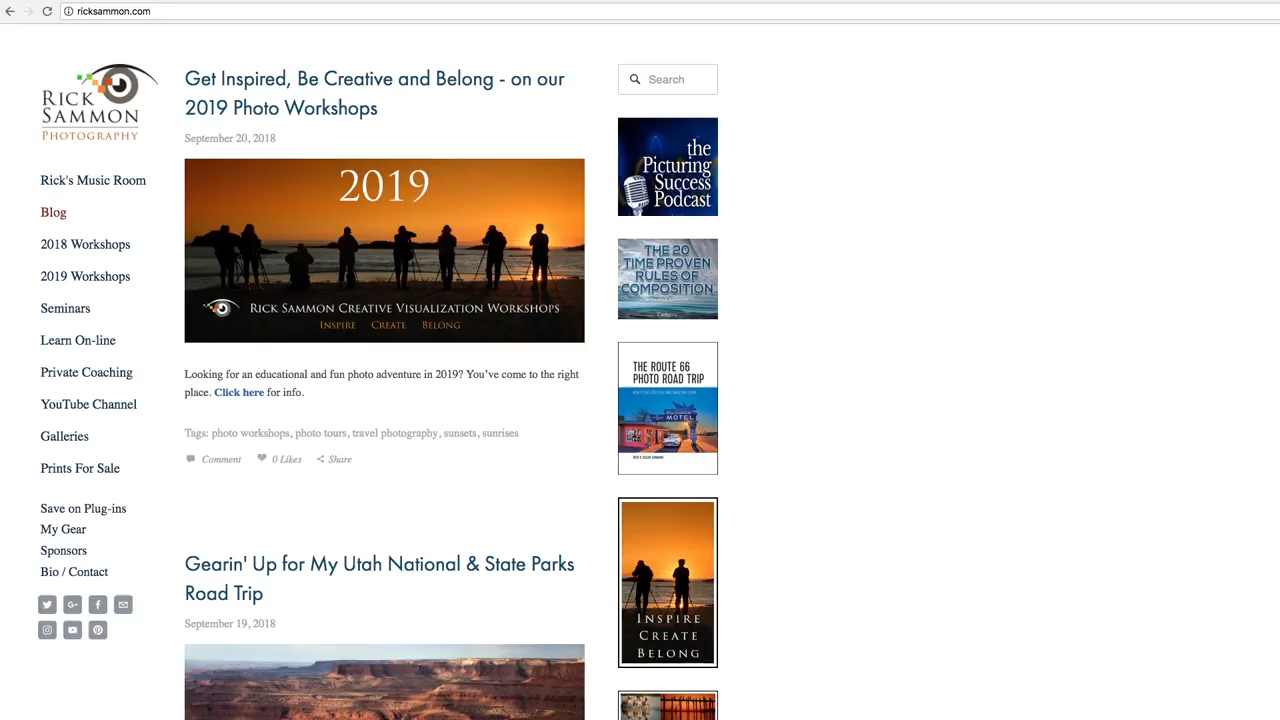 ricksammon.com
RICK
SAMMON
PHOTOGRAPHY
Rick's Music Room
Blog
2018 Workshops
2019 Workshops
Seminars
Learn On-line
Private Coaching
YouTube Channel
Galleries
Prints For Sale
Save on Plug-ins
My Gear
Sponsors
Bio / Contact
Get Inspired, Be Creative and Belong - on our
2019 Photo Workshops
September 20, 2018
2019
RICK SAMMON CREATIVE VISUALIZATION WORKSHOPS
INSPIRE CREATE BELONG
Looking for an educational and fun photo adventure in 2019? You’ve come to the right
place. Click here for info.
Tags: photo workshops, photo tours, travel photography, sunsets, sunrises
Comment 0 Likes Share
Gearin' Up for My Utah National & State Parks
Road Trip
September 19, 2018
Search
the
Picturing
Success
Podcast
THE 20
TIME PROVEN
RULES OF
COMPOSITION
THE ROUTE 66
PHOTO ROAD TRIP
MOTEL
INSPIRE
CREATE
BELONG